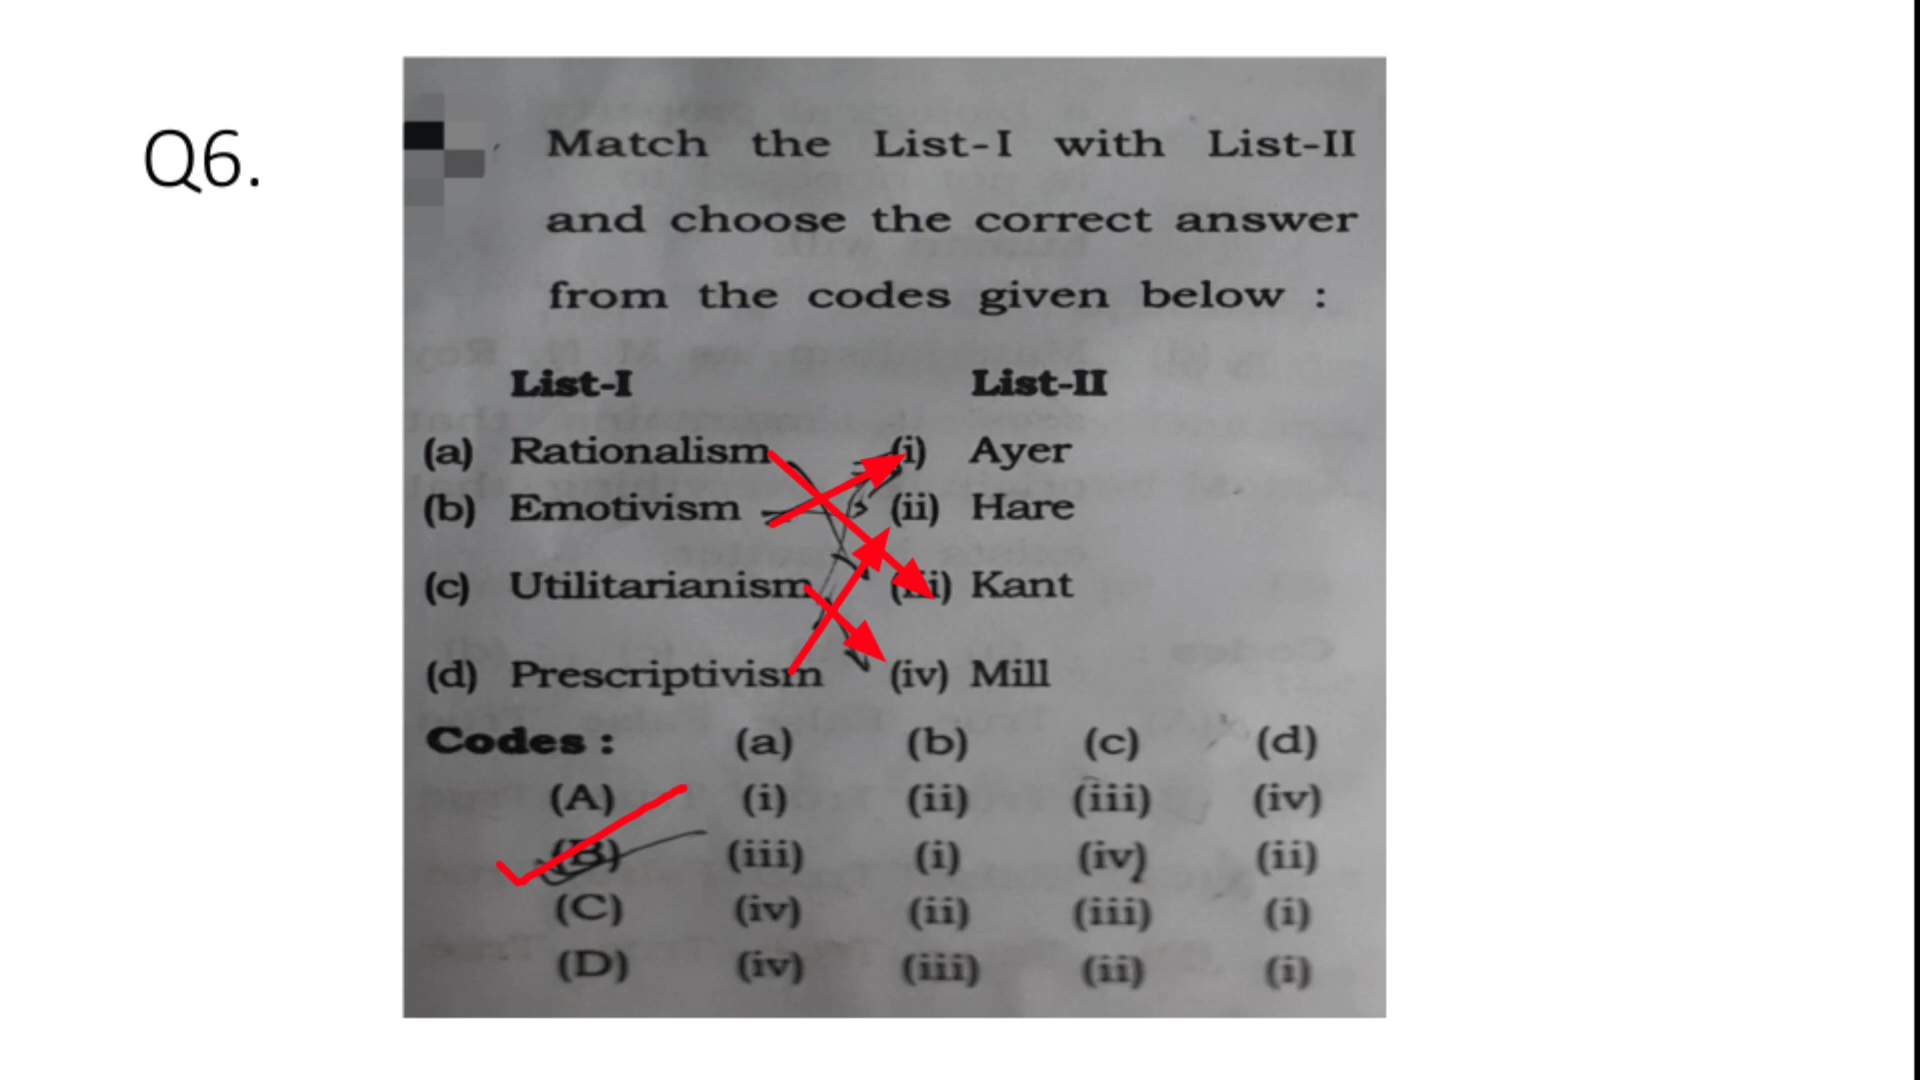 Q6.
Match the List-I with List-II
and choose the correct answer
from the codes given below :
List-I List-II
(a) Rationalism (i) Ayer
(b) Emotivism (ii) Hare
(c) Utilitarianism (iii) Kant
(d) Prescriptivism (iv) Mill
Codes : (a) (b) (c) (d)
(A) (i) (ii) (iii) (iv)
(B) (iii) (i) (iv) (ii)
(C) (iv) (ii) (iii) (i)
(D) (iv) (iii) (ii) (i)